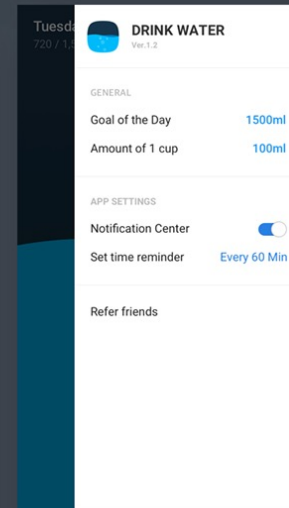 Tuesda
720 / 1,5
DRINK WATER
Ver.1.2
GENERAL
Goal of the Day 1500ml
Amount of 1 cup 100ml
APP SETTINGS
Notification Center
Set time reminder Every 60 Min
Refer friends